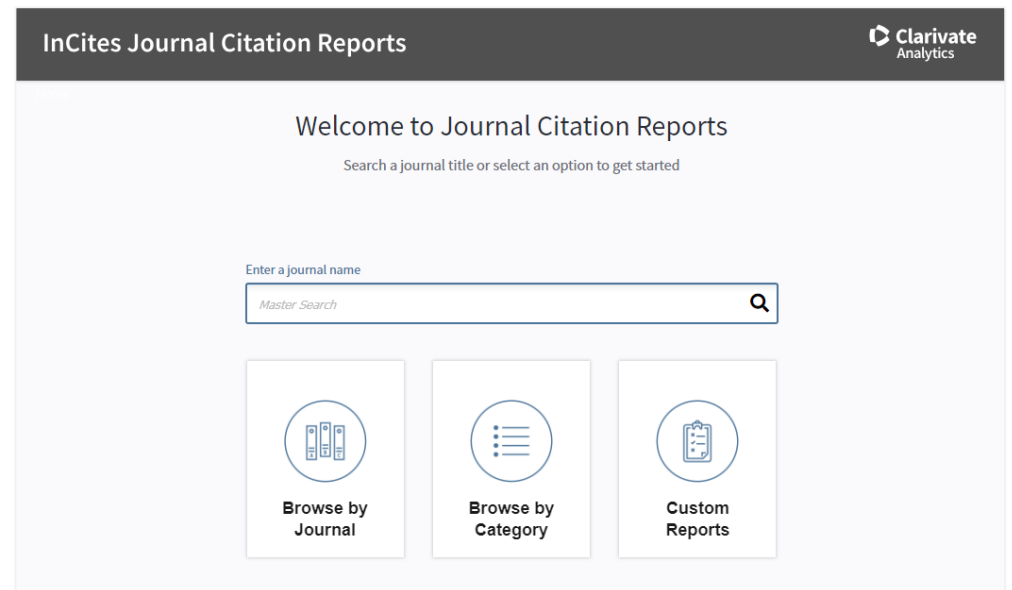 InCites Journal Citation Reports
Clarivate
Analytics
Welcome to Journal Citation Reports
Search a journal title or select an option to get started
Enter a journal name
Master Search
Browse by
Journal
Browse by
Category
Custom
Reports